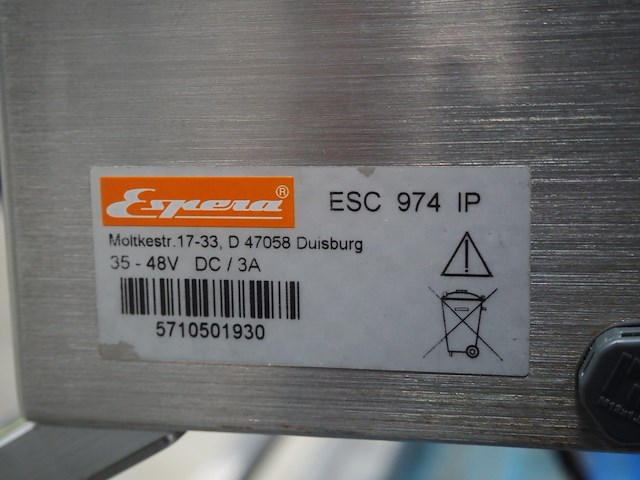 Espera®
ESC 974 IP
Moltkestr.17-33, D 47058 Duisburg
35 - 48V DC / 3A
5710501930